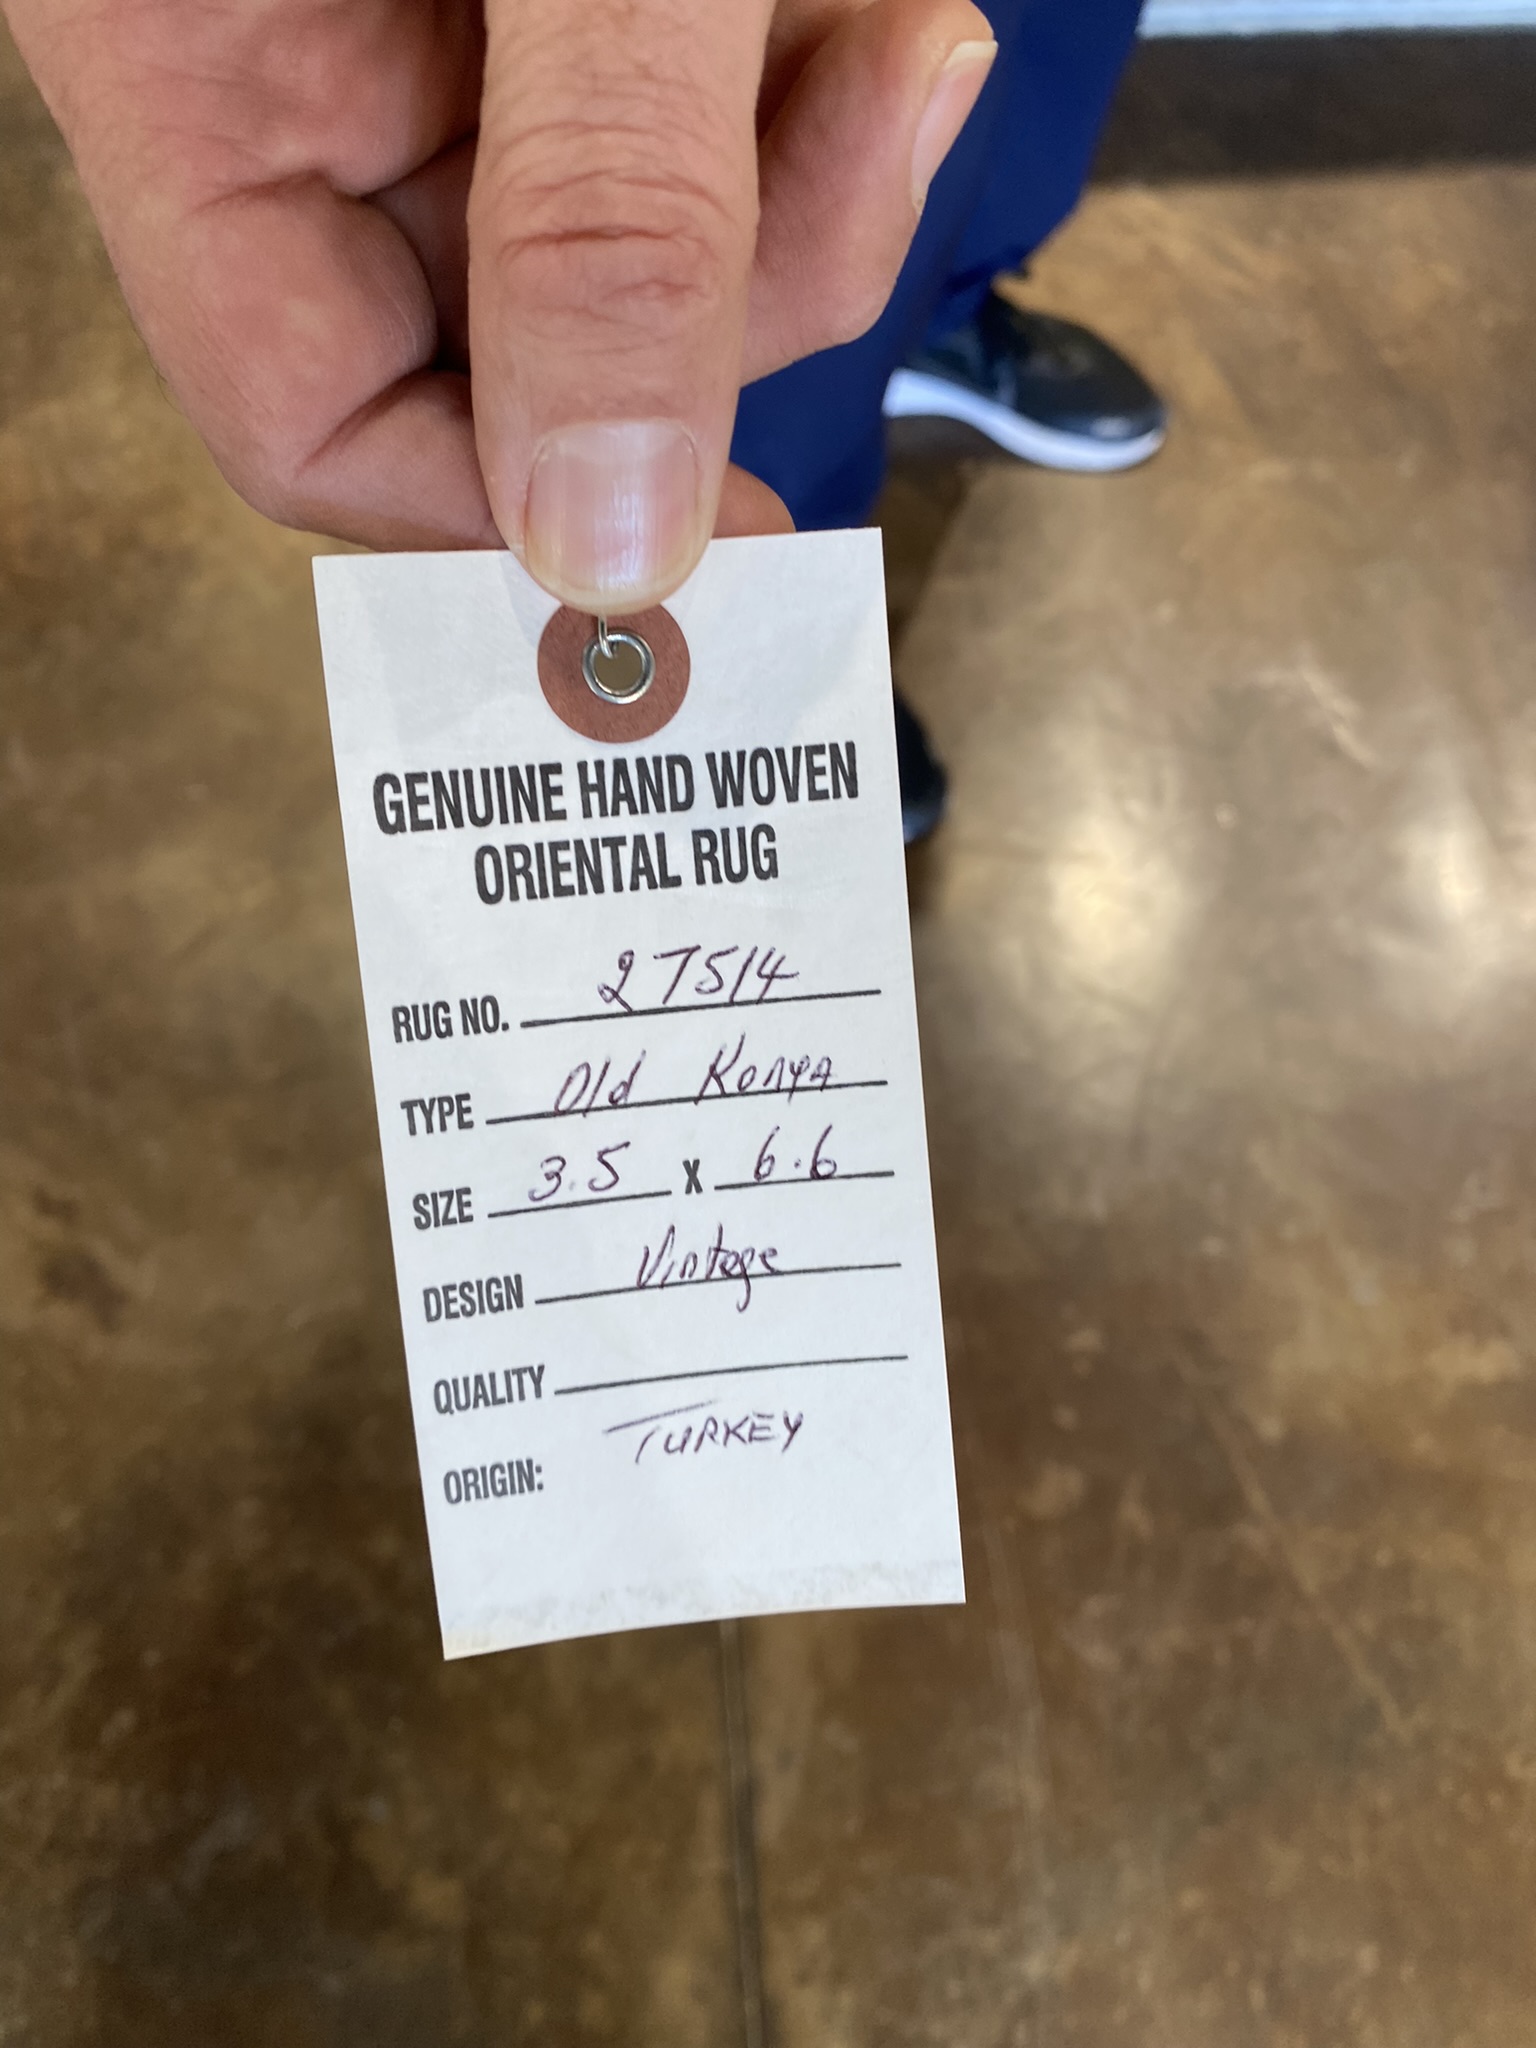 GENUINE HAND WOVEN
ORIENTAL RUG
RUG NO. 27514
TYPE Old Konya
SIZE 3.5 X 6.6
DESIGN Vintage
QUALITY
ORIGIN: TURKEY